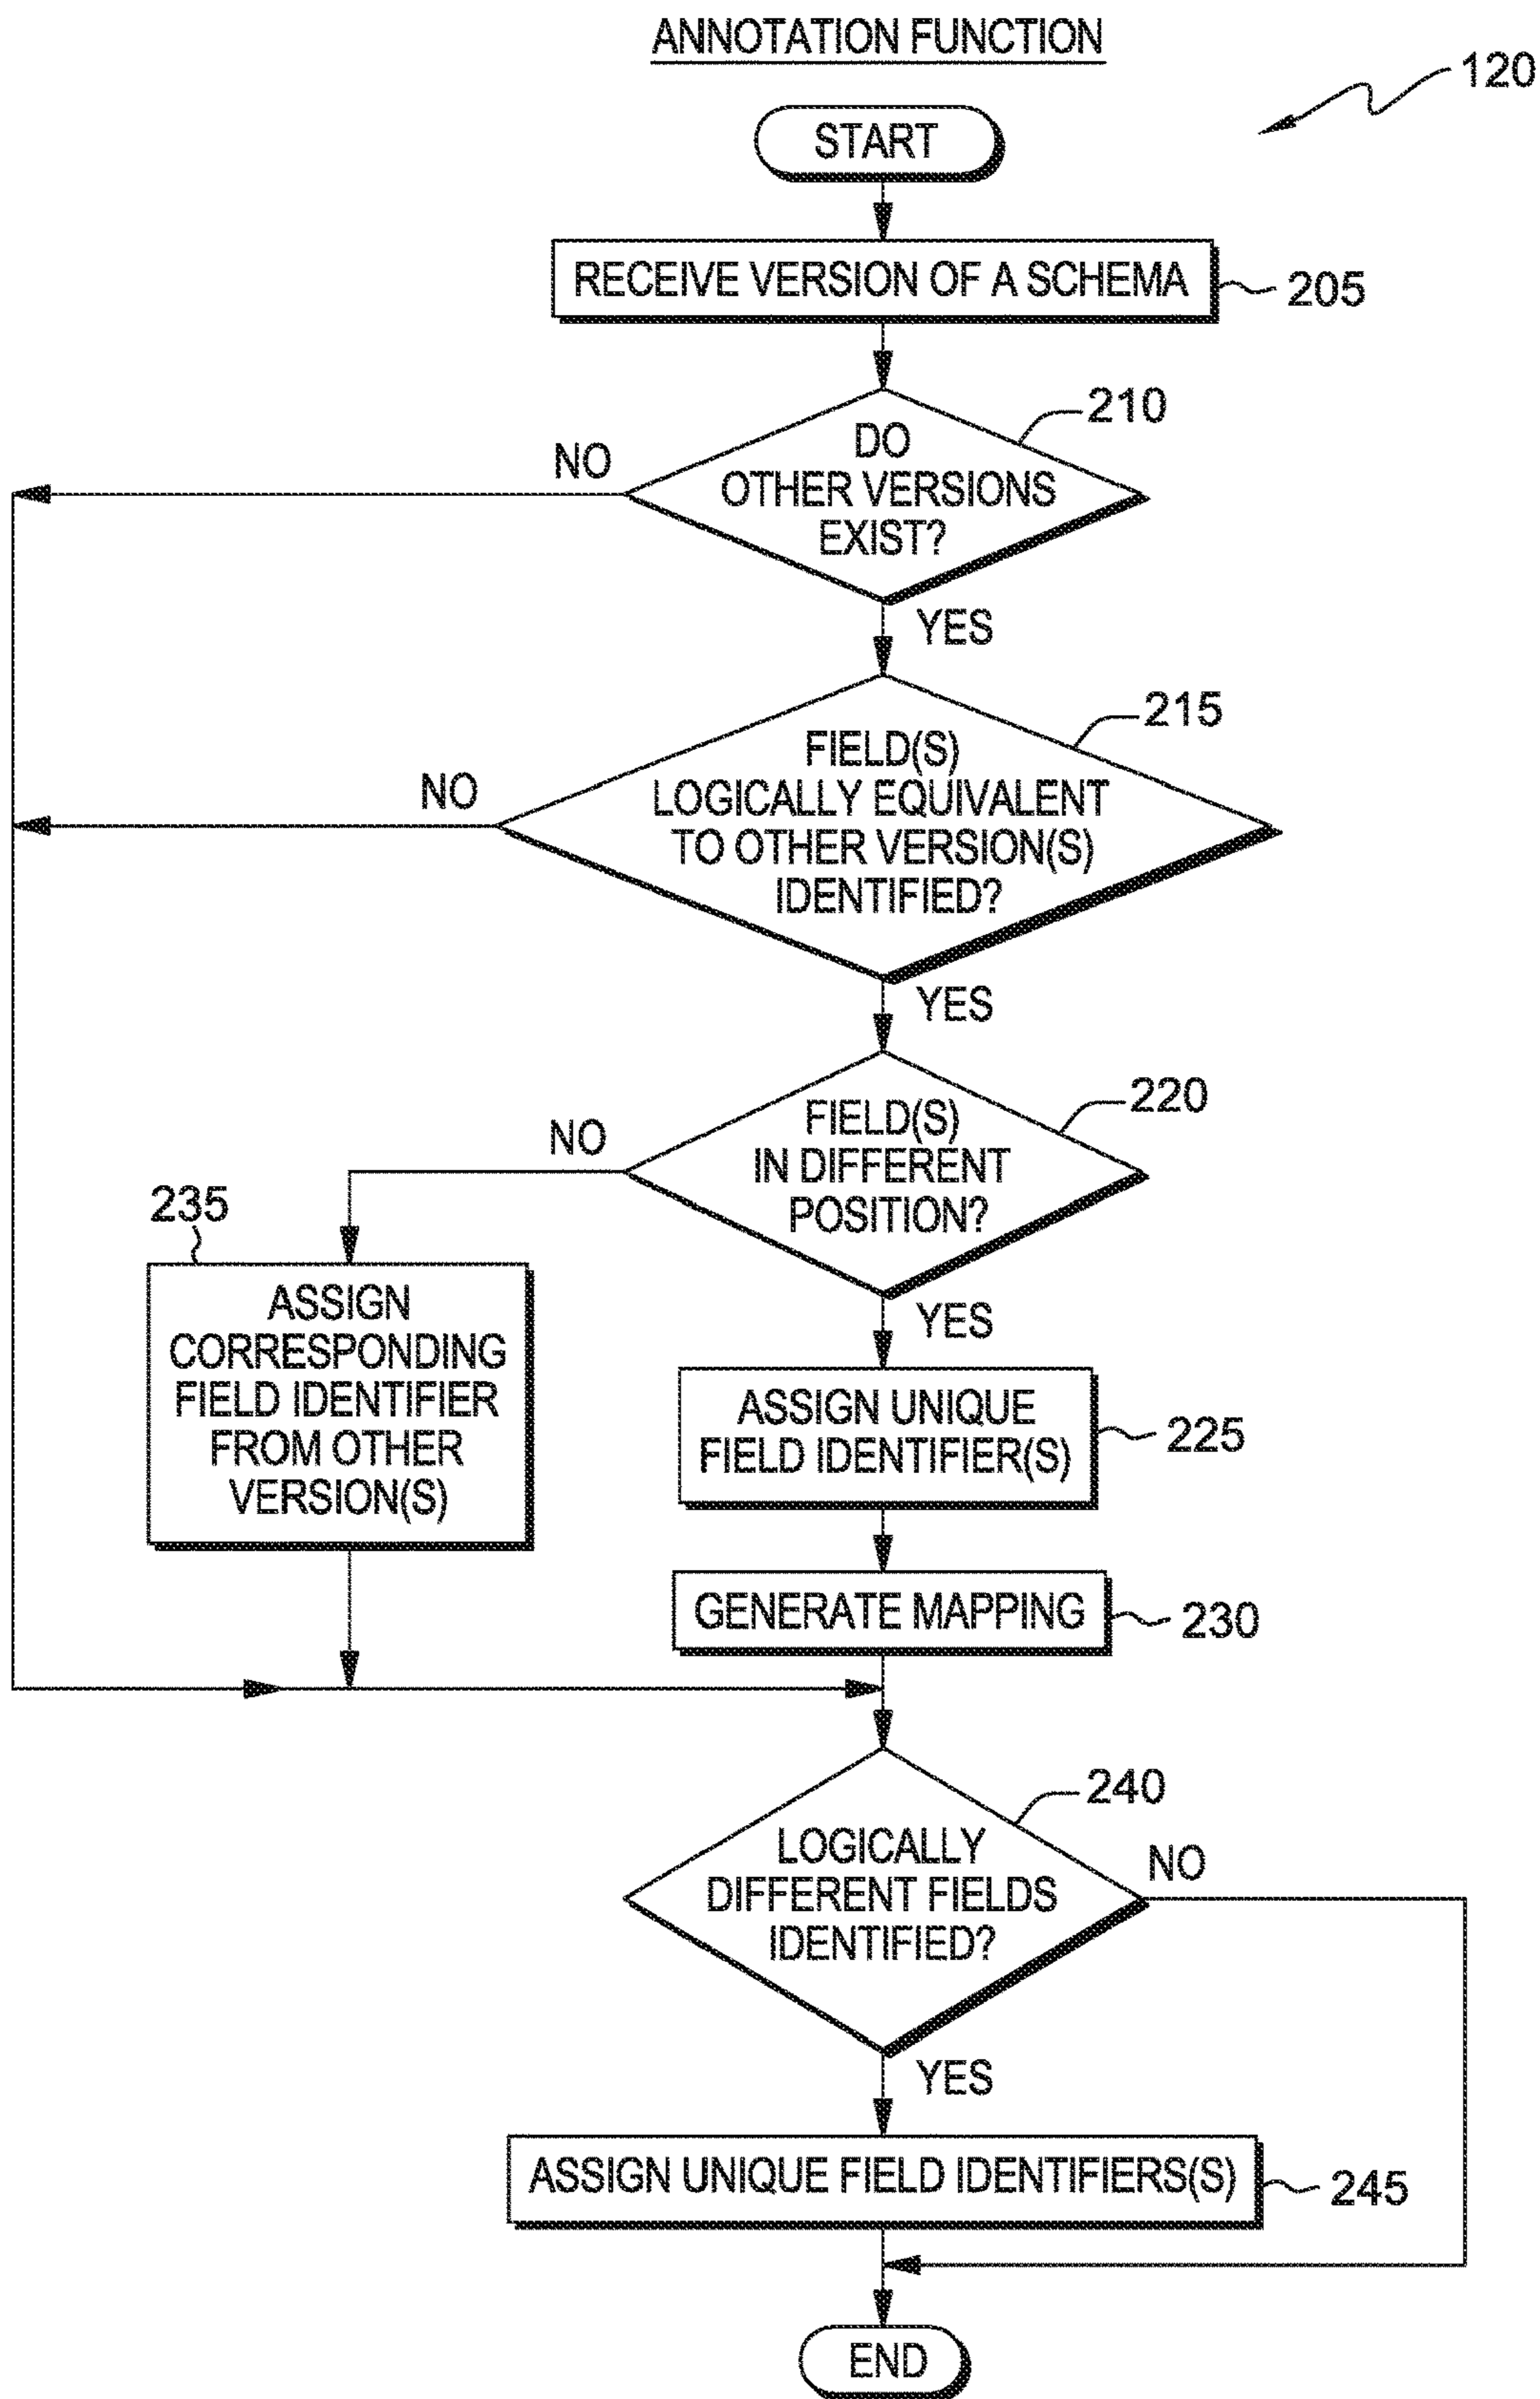 ANNOTATION FUNCTION
120
START
RECEIVE VERSION OF A SCHEMA
205
210
DO
OTHER VERSIONS
EXIST?
NO
YES
215
FIELD(S)
LOGICALLY EQUIVALENT
TO OTHER VERSION(S)
IDENTIFIED?
NO
YES
220
FIELD(S)
IN DIFFERENT
POSITION?
NO
YES
235
ASSIGN
CORRESPONDING
FIELD IDENTIFIER
FROM OTHER
VERSION(S)
ASSIGN UNIQUE
FIELD IDENTIFIER(S)
225
GENERATE MAPPING
230
240
LOGICALLY
DIFFERENT FIELDS
IDENTIFIED?
NO
YES
ASSIGN UNIQUE FIELD IDENTIFIERS(S)
245
END